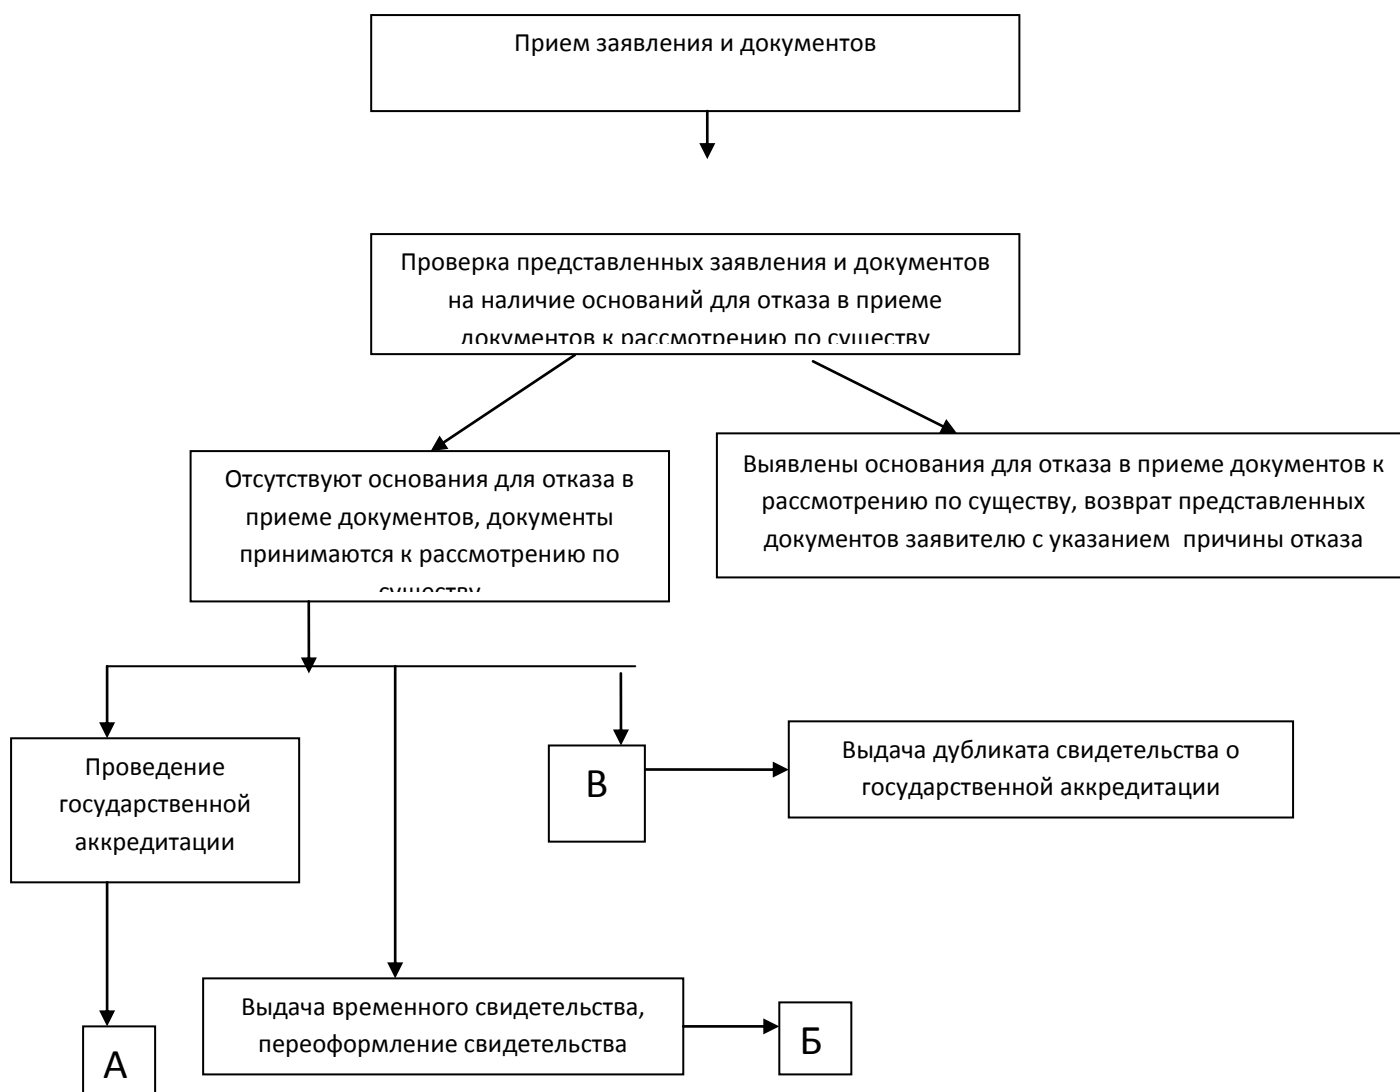 Прием заявления и документов
Проверка представленных заявления и документов
на наличие оснований для отказа в приеме
документов к рассмотрению по существу
Отсутствуют основания для отказа в
приеме документов, документы
принимаются к рассмотрению по
существу
Выявлены основания для отказа в приеме документов к
рассмотрению по существу, возврат представленных
документов заявителю с указанием причины отказа
Проведение
государственной
аккредитации
В
Выдача дубликата свидетельства о
государственной аккредитации
Выдача временного свидетельства,
переоформление свидетельства
А
Б